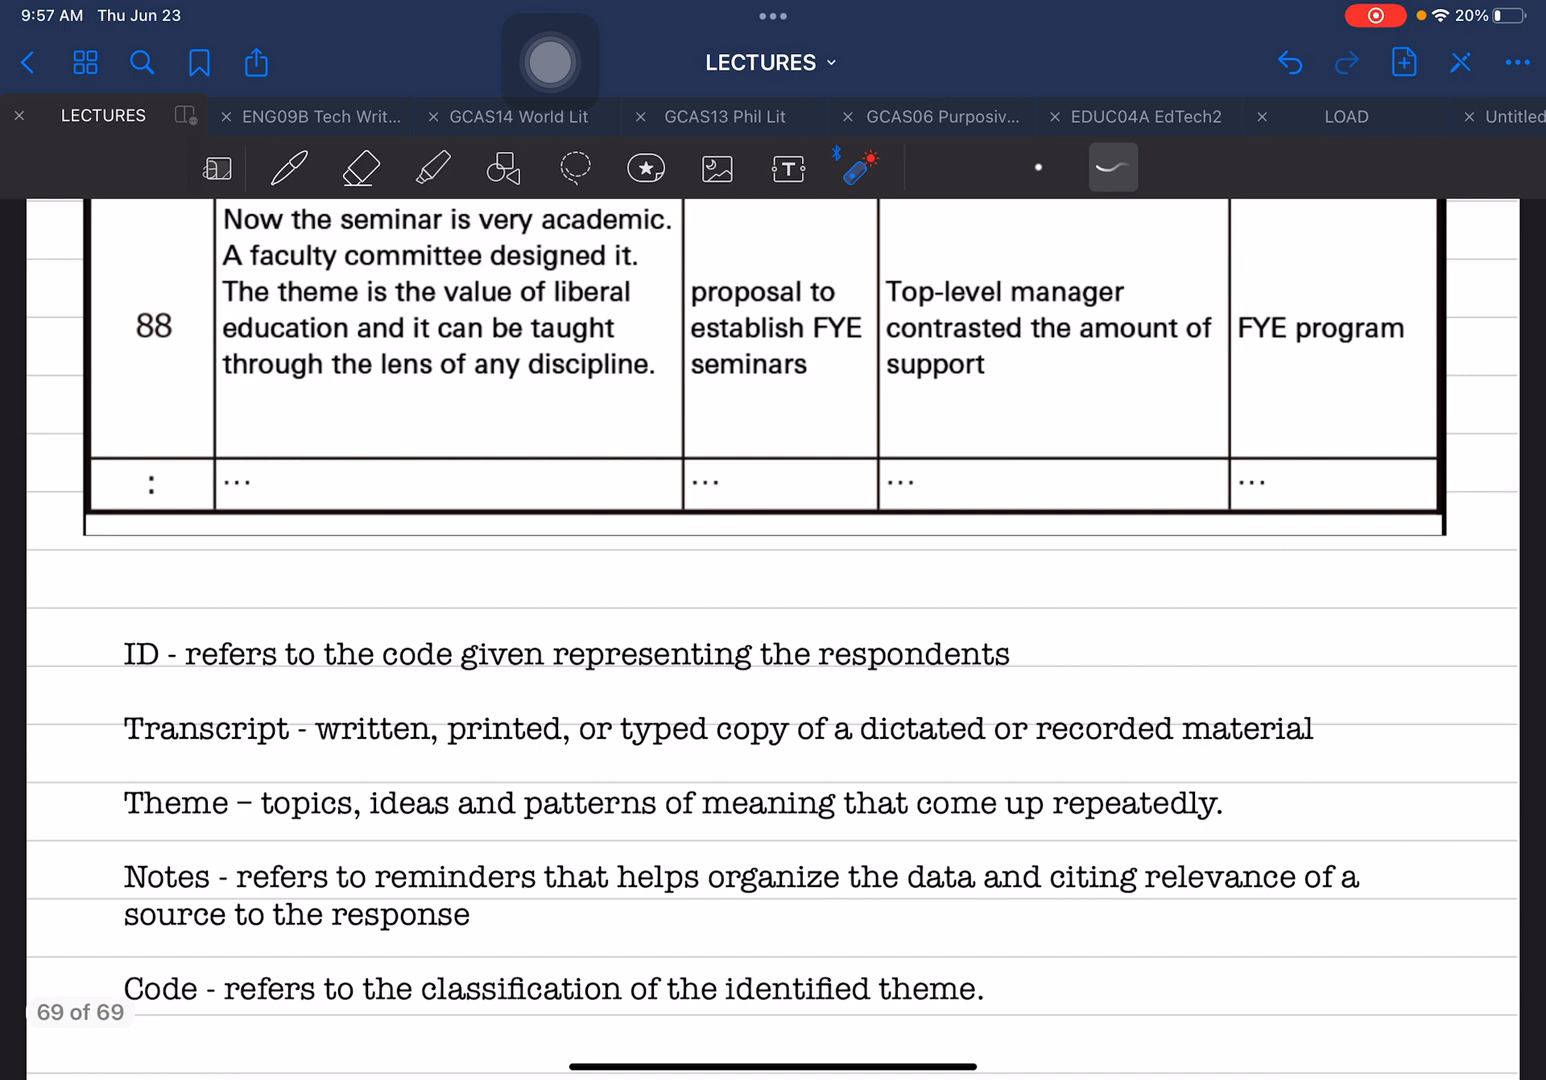 9:57 AM Thu Jun 23
20%
LECTURES
LECTURES
ENG09B Tech Writ...
GCAS14 World Lit
GCAS13 Phil Lit
GCAS06 Purposiv...
EDUC04A EdTech2
LOAD
Untitled
T
88
Now the seminar is very academic.
A faculty committee designed it.
The theme is the value of liberal
education and it can be taught
through the lens of any discipline.
proposal to
establish FYE
seminars
Top-level manager
contrasted the amount of
support
FYE program
:
...
...
...
...
ID - refers to the code given representing the respondents
Transcript - written, printed, or typed copy of a dictated or recorded material
Theme – topics, ideas and patterns of meaning that come up repeatedly.
Notes - refers to reminders that helps organize the data and citing relevance of a
source to the response
Code - refers to the classification of the identified theme.
69 of 69